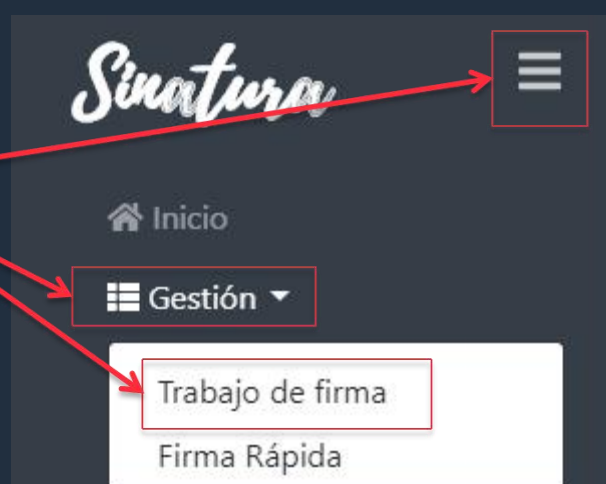 Sinatura
Inicio
Gestión
Trabajo de firma
Firma Rápida